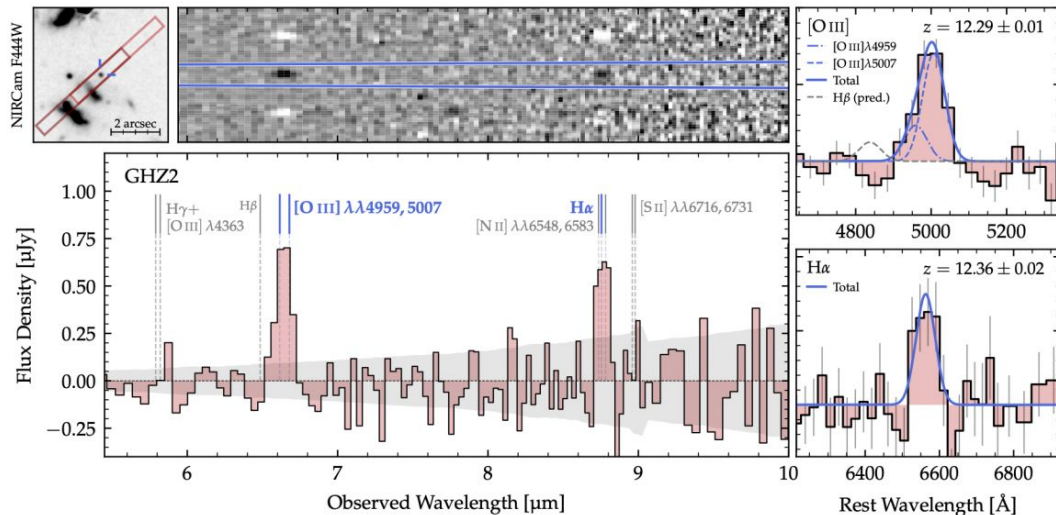 NIRCam F444W
2 arcsec
GHZ2
Hγ+
[O III] λ4363
Hβ
[O III] λλ4959, 5007
Hα
[N II] λλ6548, 6583
[S II] λλ6716, 6731
Flux Density [μJy]
1.00
0.75
0.50
0.25
0.00
−0.25
6
7
8
9
10
Observed Wavelength [μm]
[O III]
z = 12.29 ± 0.01
[O III]λ4959
[O III]λ5007
Total
Hβ (pred.)
4800
5000
5200
Hα
z = 12.36 ± 0.02
Total
6400
6600
6800
Rest Wavelength [Å]